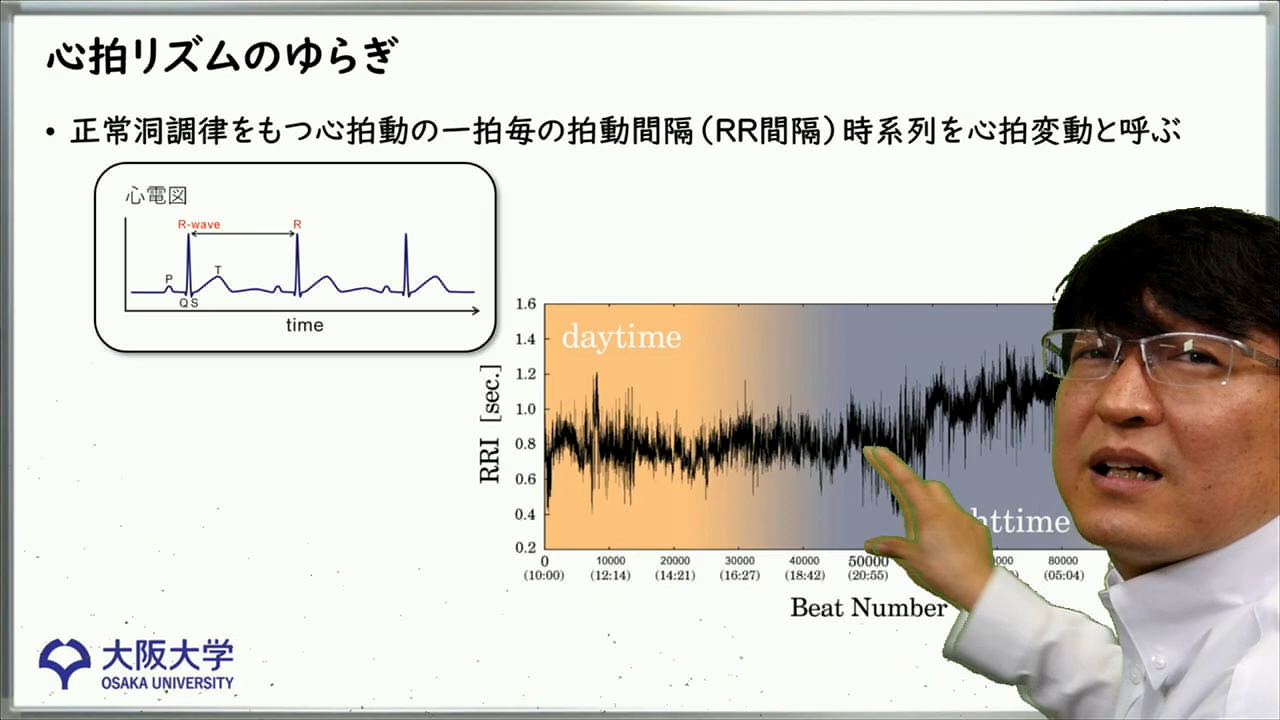 心拍リズムのゆらぎ
• 正常洞調律をもつ心拍動の一拍毎の拍動間隔（RR間隔）時系列を心拍変動と呼ぶ
心電図
R-wave R
P T
Q S
time
1.6
1.4
1.2
1.0
0.8
0.6
0.4
0.2
RRI [sec.]
daytime
httime
0 10000 20000 30000 40000 50000 80000
(10:00) (12:14) (14:21) (16:27) (18:42) (20:55) (05:04)
Beat Number
大阪大学
OSAKA UNIVERSITY